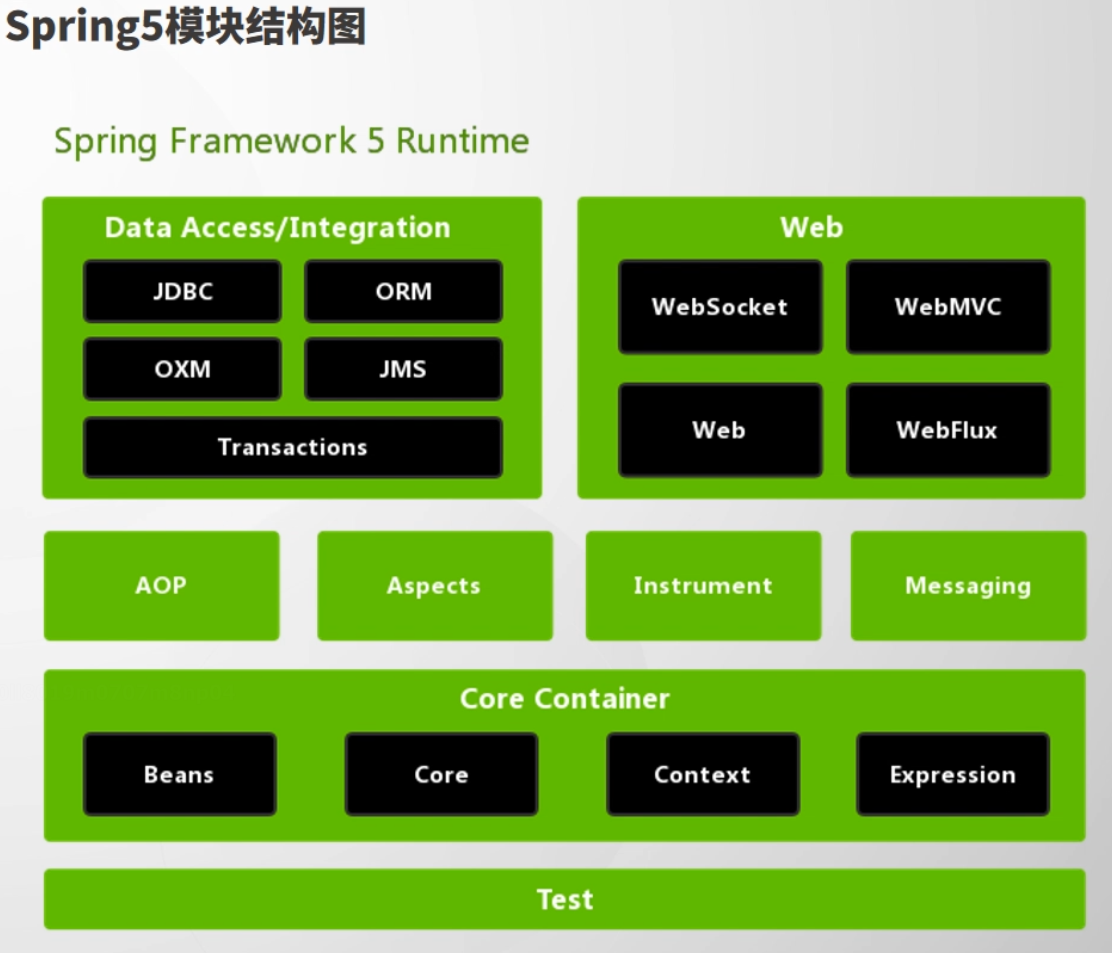 Spring5模块结构图
Spring Framework 5 Runtime
Data Access/Integration
JDBC
ORM
OXM
JMS
Transactions
Web
WebSocket
WebMVC
Web
WebFlux
AOP
Aspects
Instrument
Messaging
Core Container
Beans
Core
Context
Expression
Test